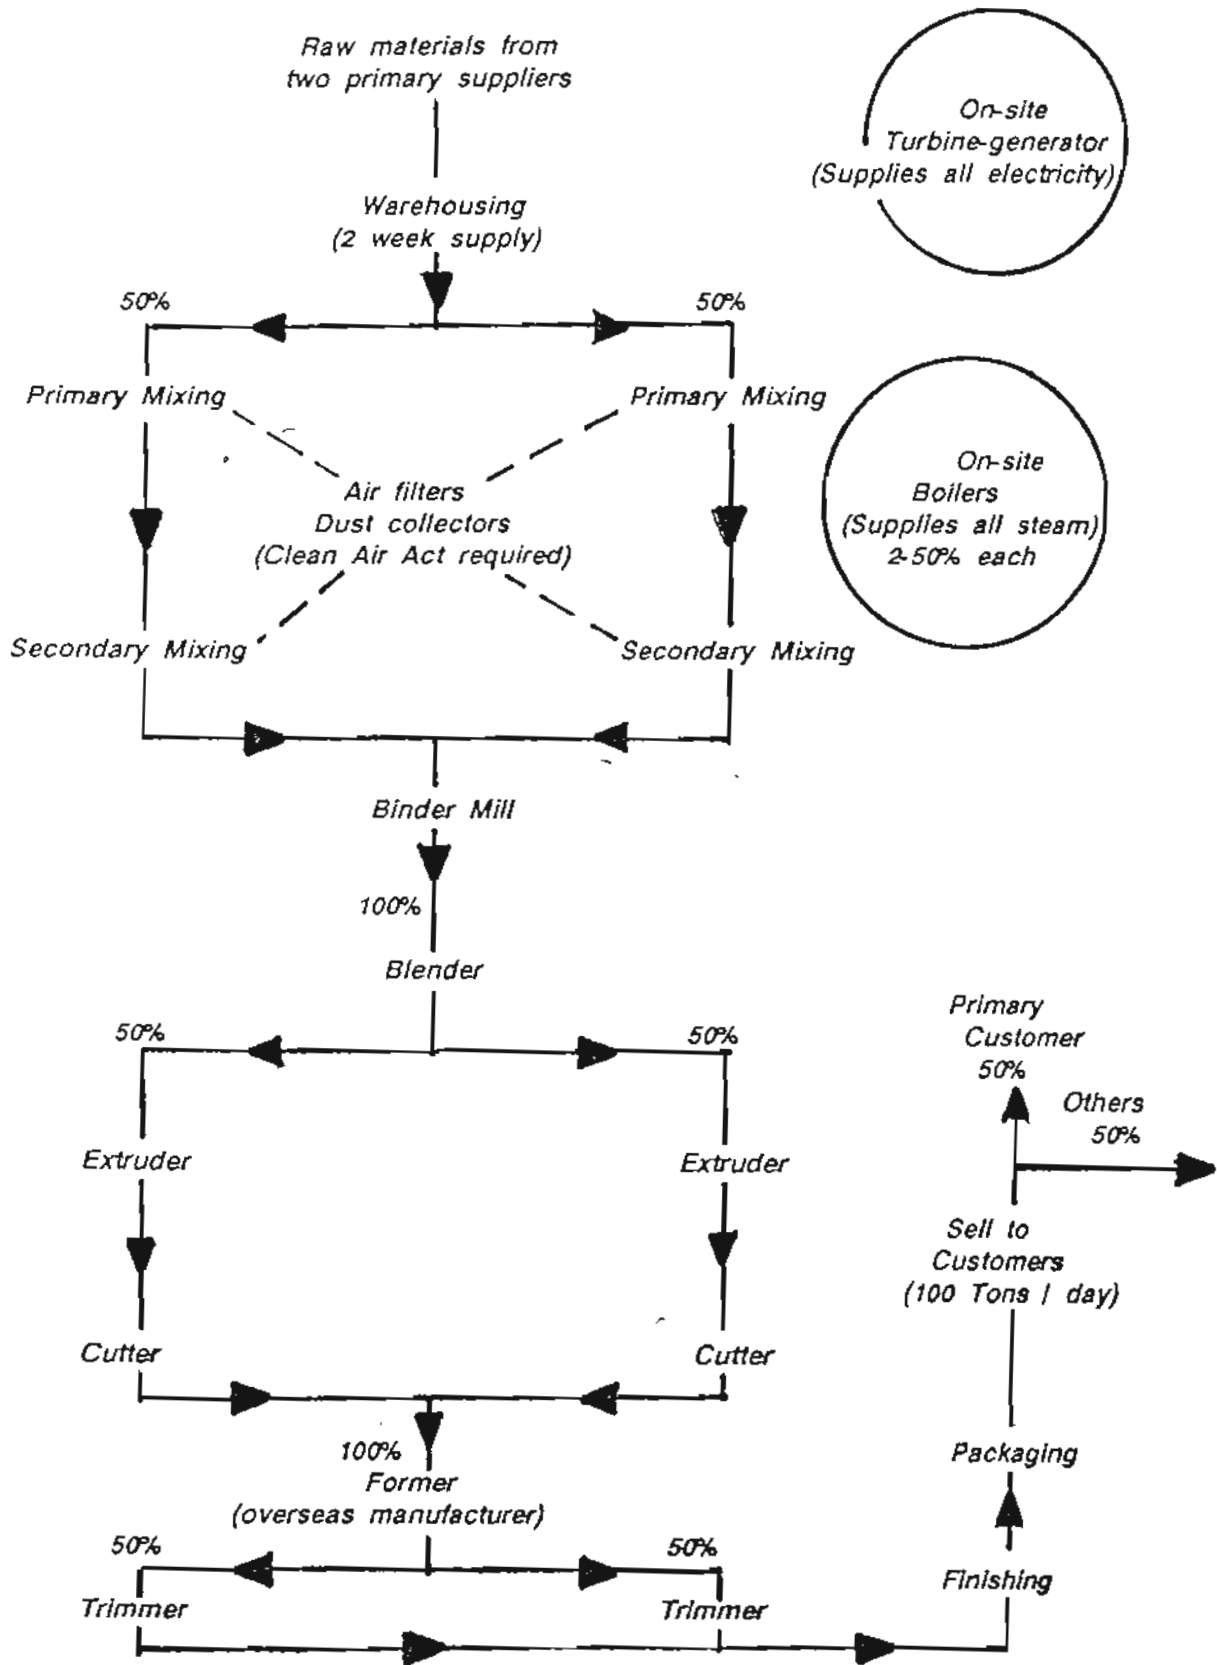 Raw materials from
two primary suppliers
On-site
Turbine-generator
(Supplies all electricity)
Warehousing
(2 week supply)
50%
50%
Primary Mixing
Primary Mixing
On-site
Boilers
(Supplies all steam)
2-50% each
Air filters
Dust collectors
(Clean Air Act required)
Secondary Mixing
Secondary Mixing
Binder Mill
100%
Blender
50%
50%
Primary
Customer
50%
Others
50%
Extruder
Extruder
Sell to
Customers
(100 Tons / day)
Cutter
Cutter
100%
Former
(overseas manufacturer)
Packaging
50%
50%
Finishing
Trimmer
Trimmer